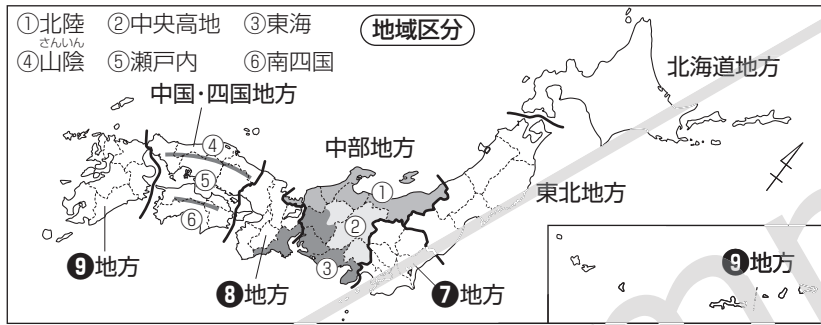 ①北陸 ②中央高地 ③東海
さんいん
④山陰 ⑤瀬戸内 ⑥南四国
地域区分
北海道地方
中国・四国地方
④
中部地方
①
⑤
②
東北地方
⑥
❾地方
③
❽地方
❼地方
❾地方